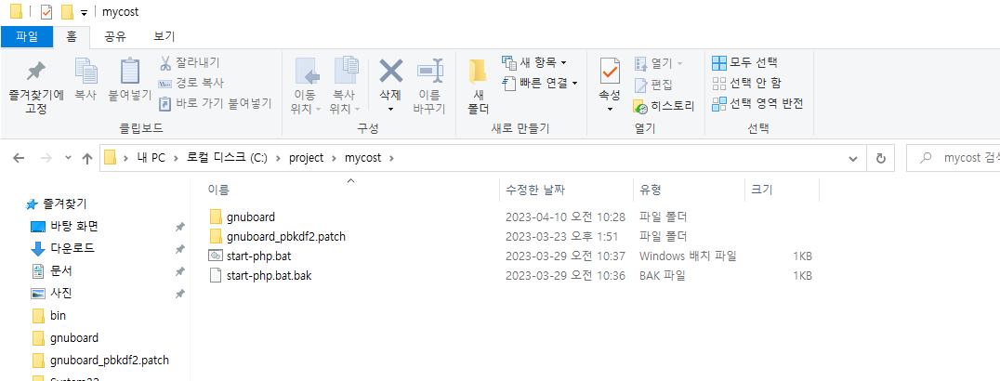 mycost
파일 홈 공유 보기
즐겨찾기에 고정
복사
붙여넣기
잘라내기
경로 복사
바로 가기 붙여넣기
클립보드
이동 위치
복사 위치
삭제
이름 바꾸기
구성
새 폴더
새 항목
빠른 연결
새로 만들기
속성
열기
편집
히스토리
열기
모두 선택
선택 안 함
선택 영역 반전
선택
내 PC › 로컬 디스크 (C:) › project › mycost ›
mycost 검색
이름 수정한 날짜 유형 크기
즐겨찾기
바탕 화면
다운로드
문서
사진
bin
gnuboard
gnuboard_pbkdf2.patch
gnuboard 2023-04-10 오전 10:28 파일 폴더
gnuboard_pbkdf2.patch 2023-03-23 오후 1:51 파일 폴더
start-php.bat 2023-03-29 오전 10:37 Windows 배치 파일 1KB
start-php.bat.bak 2023-03-29 오전 10:36 BAK 파일 1KB